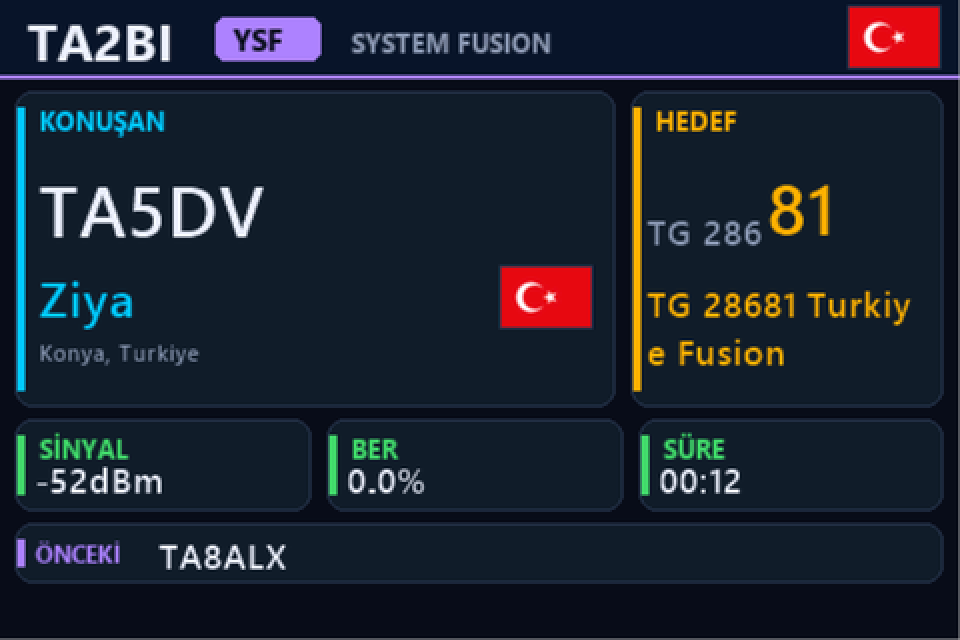 TA2BI YSF SYSTEM FUSION
KONUŞAN
TA5DV
Ziya
Konya, Turkiye
HEDEF
TG 286 81
TG 28681 Turkiy
e Fusion
SİNYAL
-52dBm
BER
0.0%
SÜRE
00:12
ÖNCEKİ TA8ALX